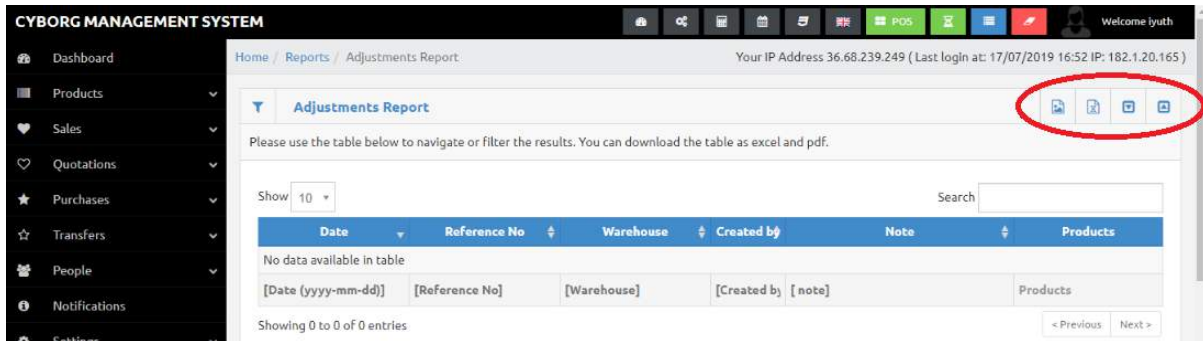 CYBORG MANAGEMENT SYSTEM
POS
Welcome iyuth
Dashboard
Home / Reports / Adjustments Report
Your IP Address 36.68.239.249 ( Last login at: 17/07/2019 16:52 IP: 182.1.20.165 )
Products
Adjustments Report
Sales
Please use the table below to navigate or filter the results. You can download the table as excel and pdf.
Quotations
Purchases
Show 10
Search
Transfers
Date Reference No Warehouse Created by Note Products
No data available in table
People
[Date (yyyy-mm-dd)] [Reference No] [Warehouse] [Created by [ note] Products
Notifications
Showing 0 to 0 of 0 entries
< Previous Next >
Settings